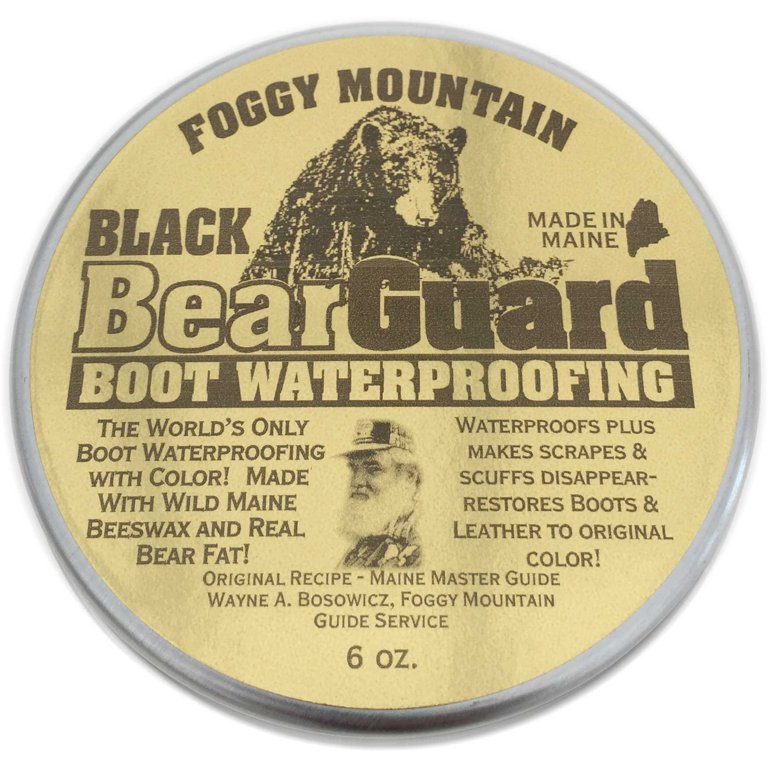 FOGGY MOUNTAIN
BLACK
MADE IN
MAINE
BearGuard
BOOT WATERPROOFING
THE WORLD'S ONLY
BOOT WATERPROOFING
WITH COLOR! MADE
WITH WILD MAINE
BEESWAX AND REAL
BEAR FAT!
WATERPROOFS PLUS
MAKES SCRAPES &
SCUFFS DISAPPEAR-
RESTORES BOOTS &
LEATHER TO ORIGINAL
COLOR!
ORIGINAL RECIPE - MAINE MASTER GUIDE
WAYNE A. BOSOWICZ, FOGGY MOUNTAIN
GUIDE SERVICE
6 OZ.